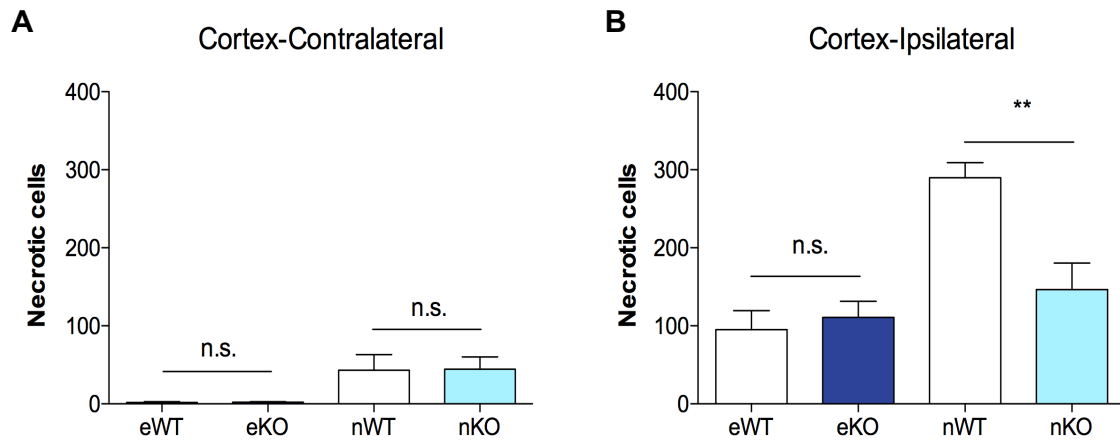 A
Cortex-Contralateral
Necrotic cells
400
300
200
100
0
n.s.
n.s.
eWT eKO nWT nKO
B
Cortex-Ipsilateral
Necrotic cells
400
300
200
100
0
n.s.
**
eWT eKO nWT nKO